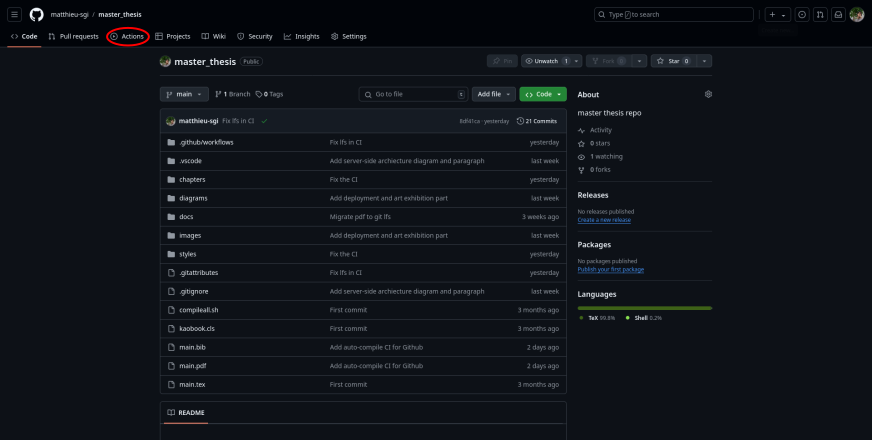 matthieu-sgi / master_thesis
Type / to search
Code Pull requests Actions Projects Wiki Security Insights Settings
master_thesis Public
Pin Unwatch 1 Fork 0 Star 0
main 1 Branch 0 Tags Go to file t Add file Code
About
master thesis repo
matthieu-sgi Fix lfs in CI 8df41ca · yesterday 21 Commits
Activity
.github/workflows Fix lfs in CI yesterday
0 stars
.vscode Add server-side archiecture diagram and paragraph last week
1 watching
chapters Fix the CI yesterday
0 forks
diagrams Add deployment and art exhibition part last week
Releases
docs Migrate pdf to git lfs 3 weeks ago
No releases published
Create a new release
images Add deployment and art exhibition part last week
Packages
styles Fix the CI yesterday
No packages published
Publish your first package
.gitattributes Fix lfs in CI yesterday
.gitignore Add server-side archiecture diagram and paragraph last week
Languages
compileall.sh First commit 3 months ago
TeX 99.8% Shell 0.2%
kaobook.cls First commit 3 months ago
main.bib Add auto-compile CI for Github 2 days ago
main.pdf Add auto-compile CI for Github 2 days ago
main.tex First commit 3 months ago
README